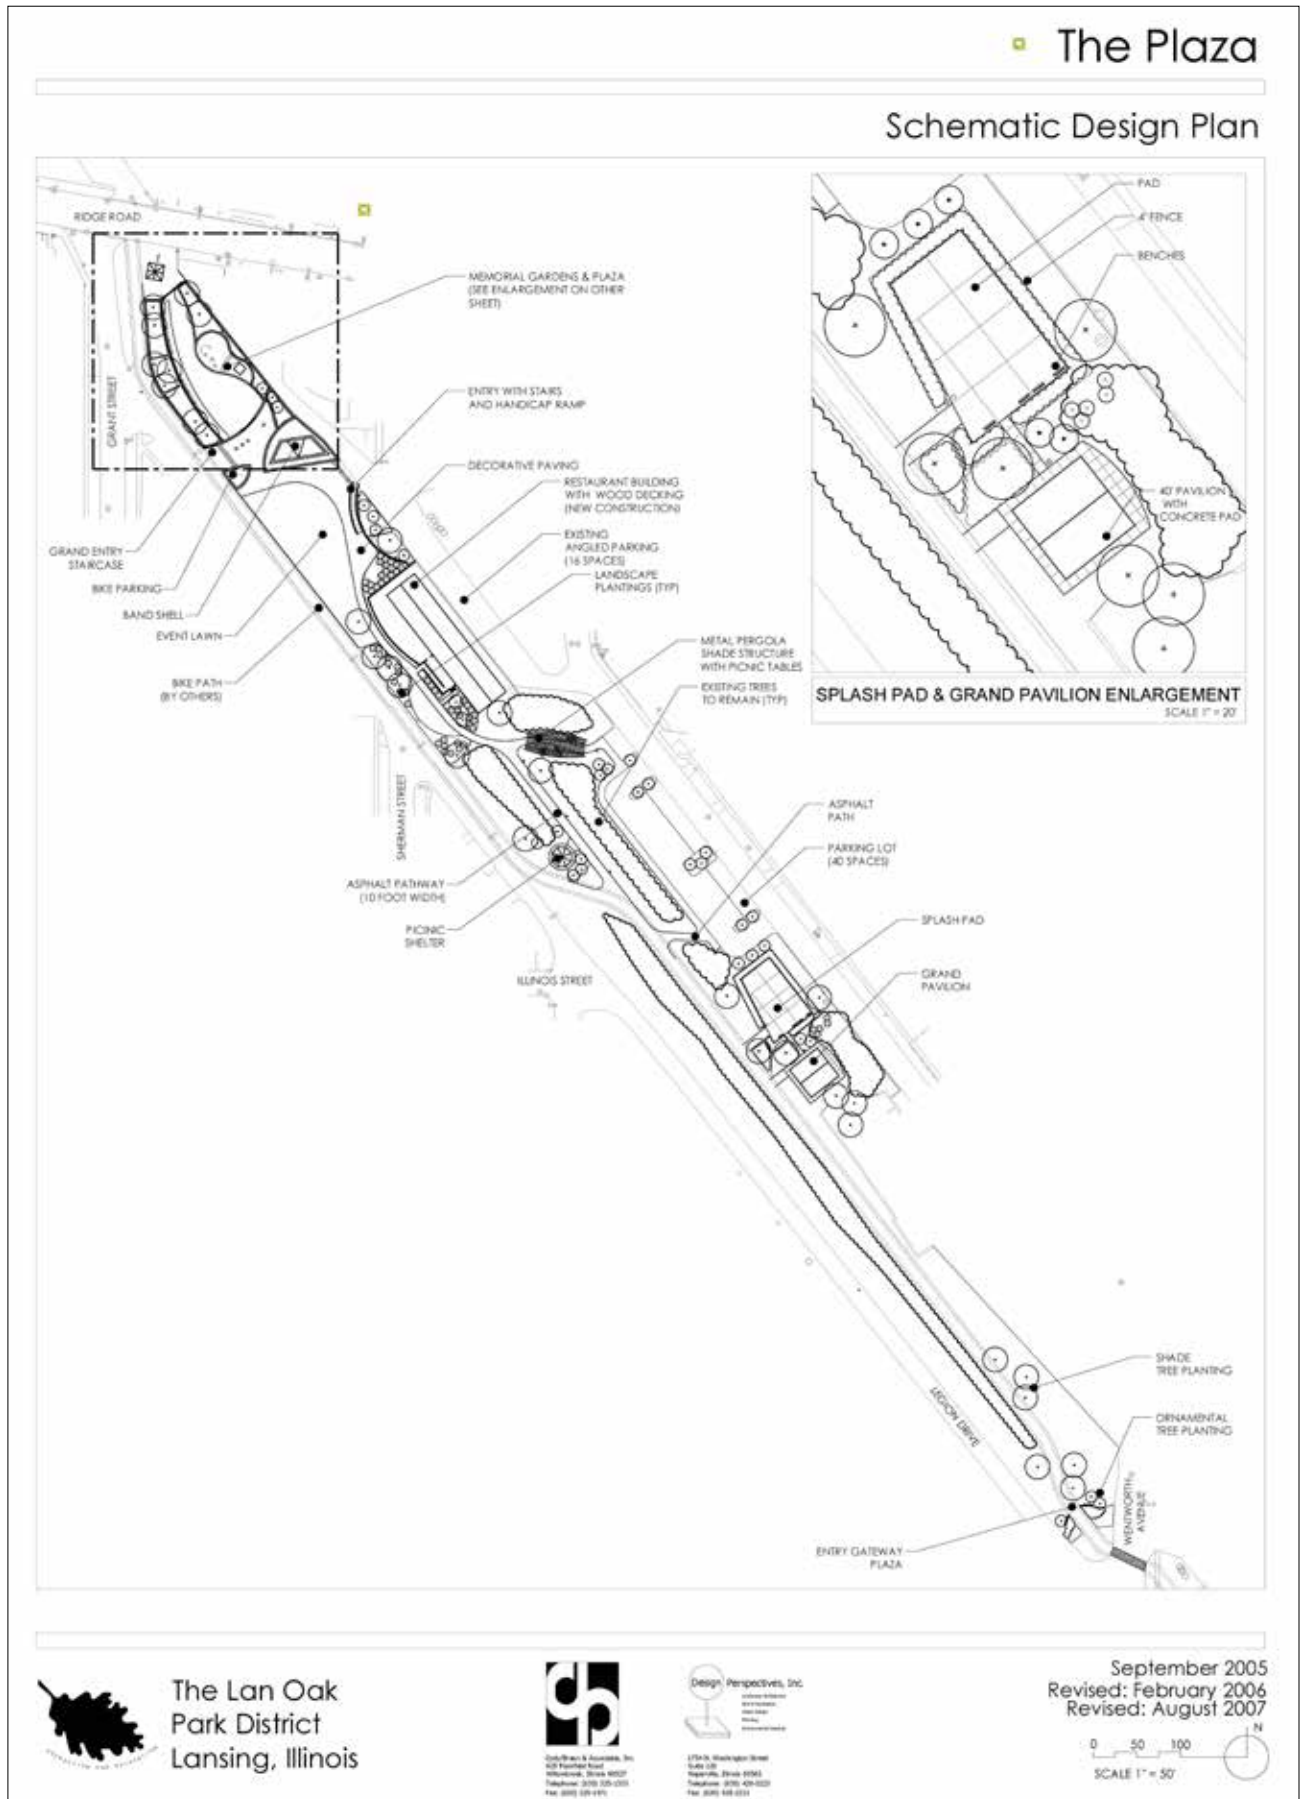 The Plaza
Schematic Design Plan
RIDGE ROAD
GRANT STREET
MEMORIAL GARDENS & PLAZA
(SEE ENLARGEMENT ON OTHER
SHEET)
ENTRY WITH STAIRS
AND HANDICAP RAMP
DECORATIVE PAVING
RESTAURANT BUILDING
WITH WOOD DECKING
(NEW CONSTRUCTION)
EXISTING
ANGLED PARKING
(16 SPACES)
LANDSCAPE
PLANTINGS (TYP)
METAL PERGOLA
SHADE STRUCTURE
WITH PICNIC TABLES
EXISTING TREES
TO REMAIN (TYP)
GRAND ENTRY
STAIRCASE
BIKE PARKING
BAND SHELL
EVENT LAWN
BIKE PATH
(BY OTHERS)
PAD
4' FENCE
BENCHES
40' PAVILION
WITH
CONCRETE PAD
SPLASH PAD & GRAND PAVILION ENLARGEMENT
SCALE 1" = 20'
SHERMAN STREET
ASPHALT PATHWAY
(10 FOOT WIDTH)
PICINIC
SHELTER
ILLINOIS STREET
ASPHALT
PATH
PARKING LOT
(40 SPACES)
SPLASH PAD
GRAND
PAVILION
LEGION DRIVE
SHADE
TREE PLANTING
ORNAMENTAL
TREE PLANTING
WENTWORTH
AVENUE
ENTRY GATEWAY
PLAZA
The Lan Oak
Park District
Lansing, Illinois
Design Perspectives, Inc.
September 2005
Revised: February 2006
Revised: August 2007
N
0 50 100
SCALE 1" = 50'